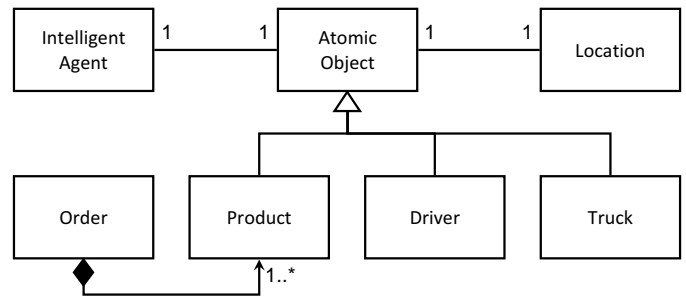 Intelligent
Agent
1
1
Atomic
Object
1
1
Location
Order
Product
Driver
Truck
1..*